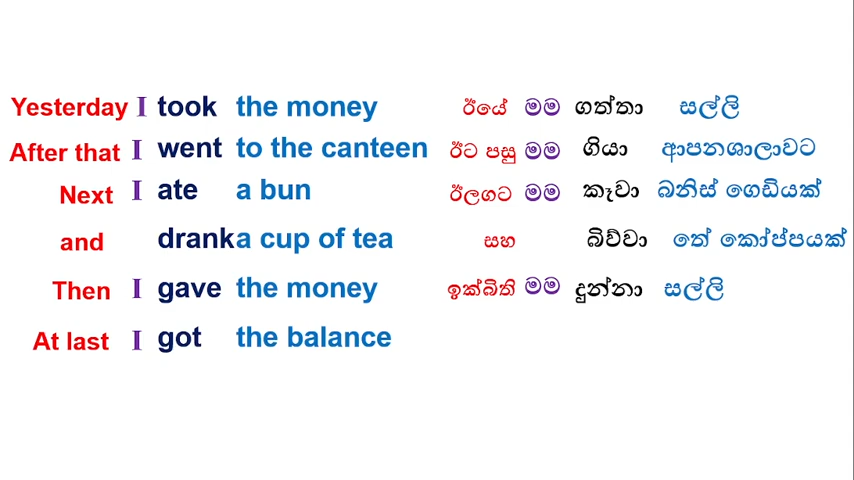 Yesterday I took the money ඊයේ මම ගත්තා සල්ලි
After that I went to the canteen ඊට පසු මම ගියා ආපනශාලාවට
Next I ate a bun ඊලගට මම කෑවා බනිස් ගෙඩියක්
and drank a cup of tea සහ බිව්වා තේ කෝප්පයක්
Then I gave the money ඉක්බිති මම දුන්නා සල්ලි
At last I got the balance